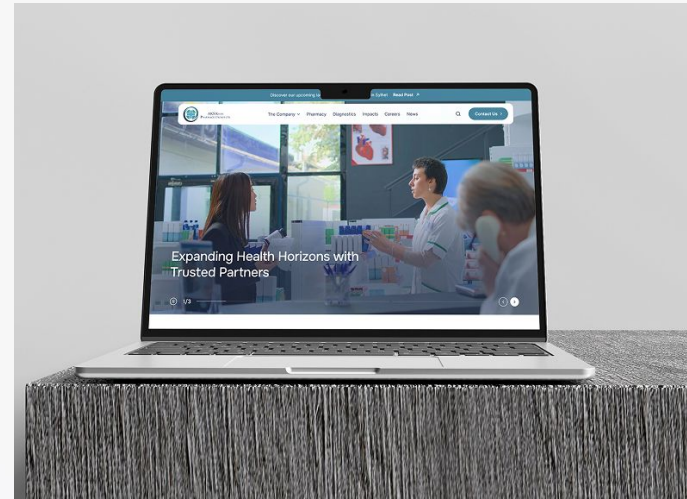 Discover our upcoming
Read Post
The Company Pharmacy Diagnostics Impacts Careers News
Contact Us
Expanding Health Horizons with
Trusted Partners
1/3